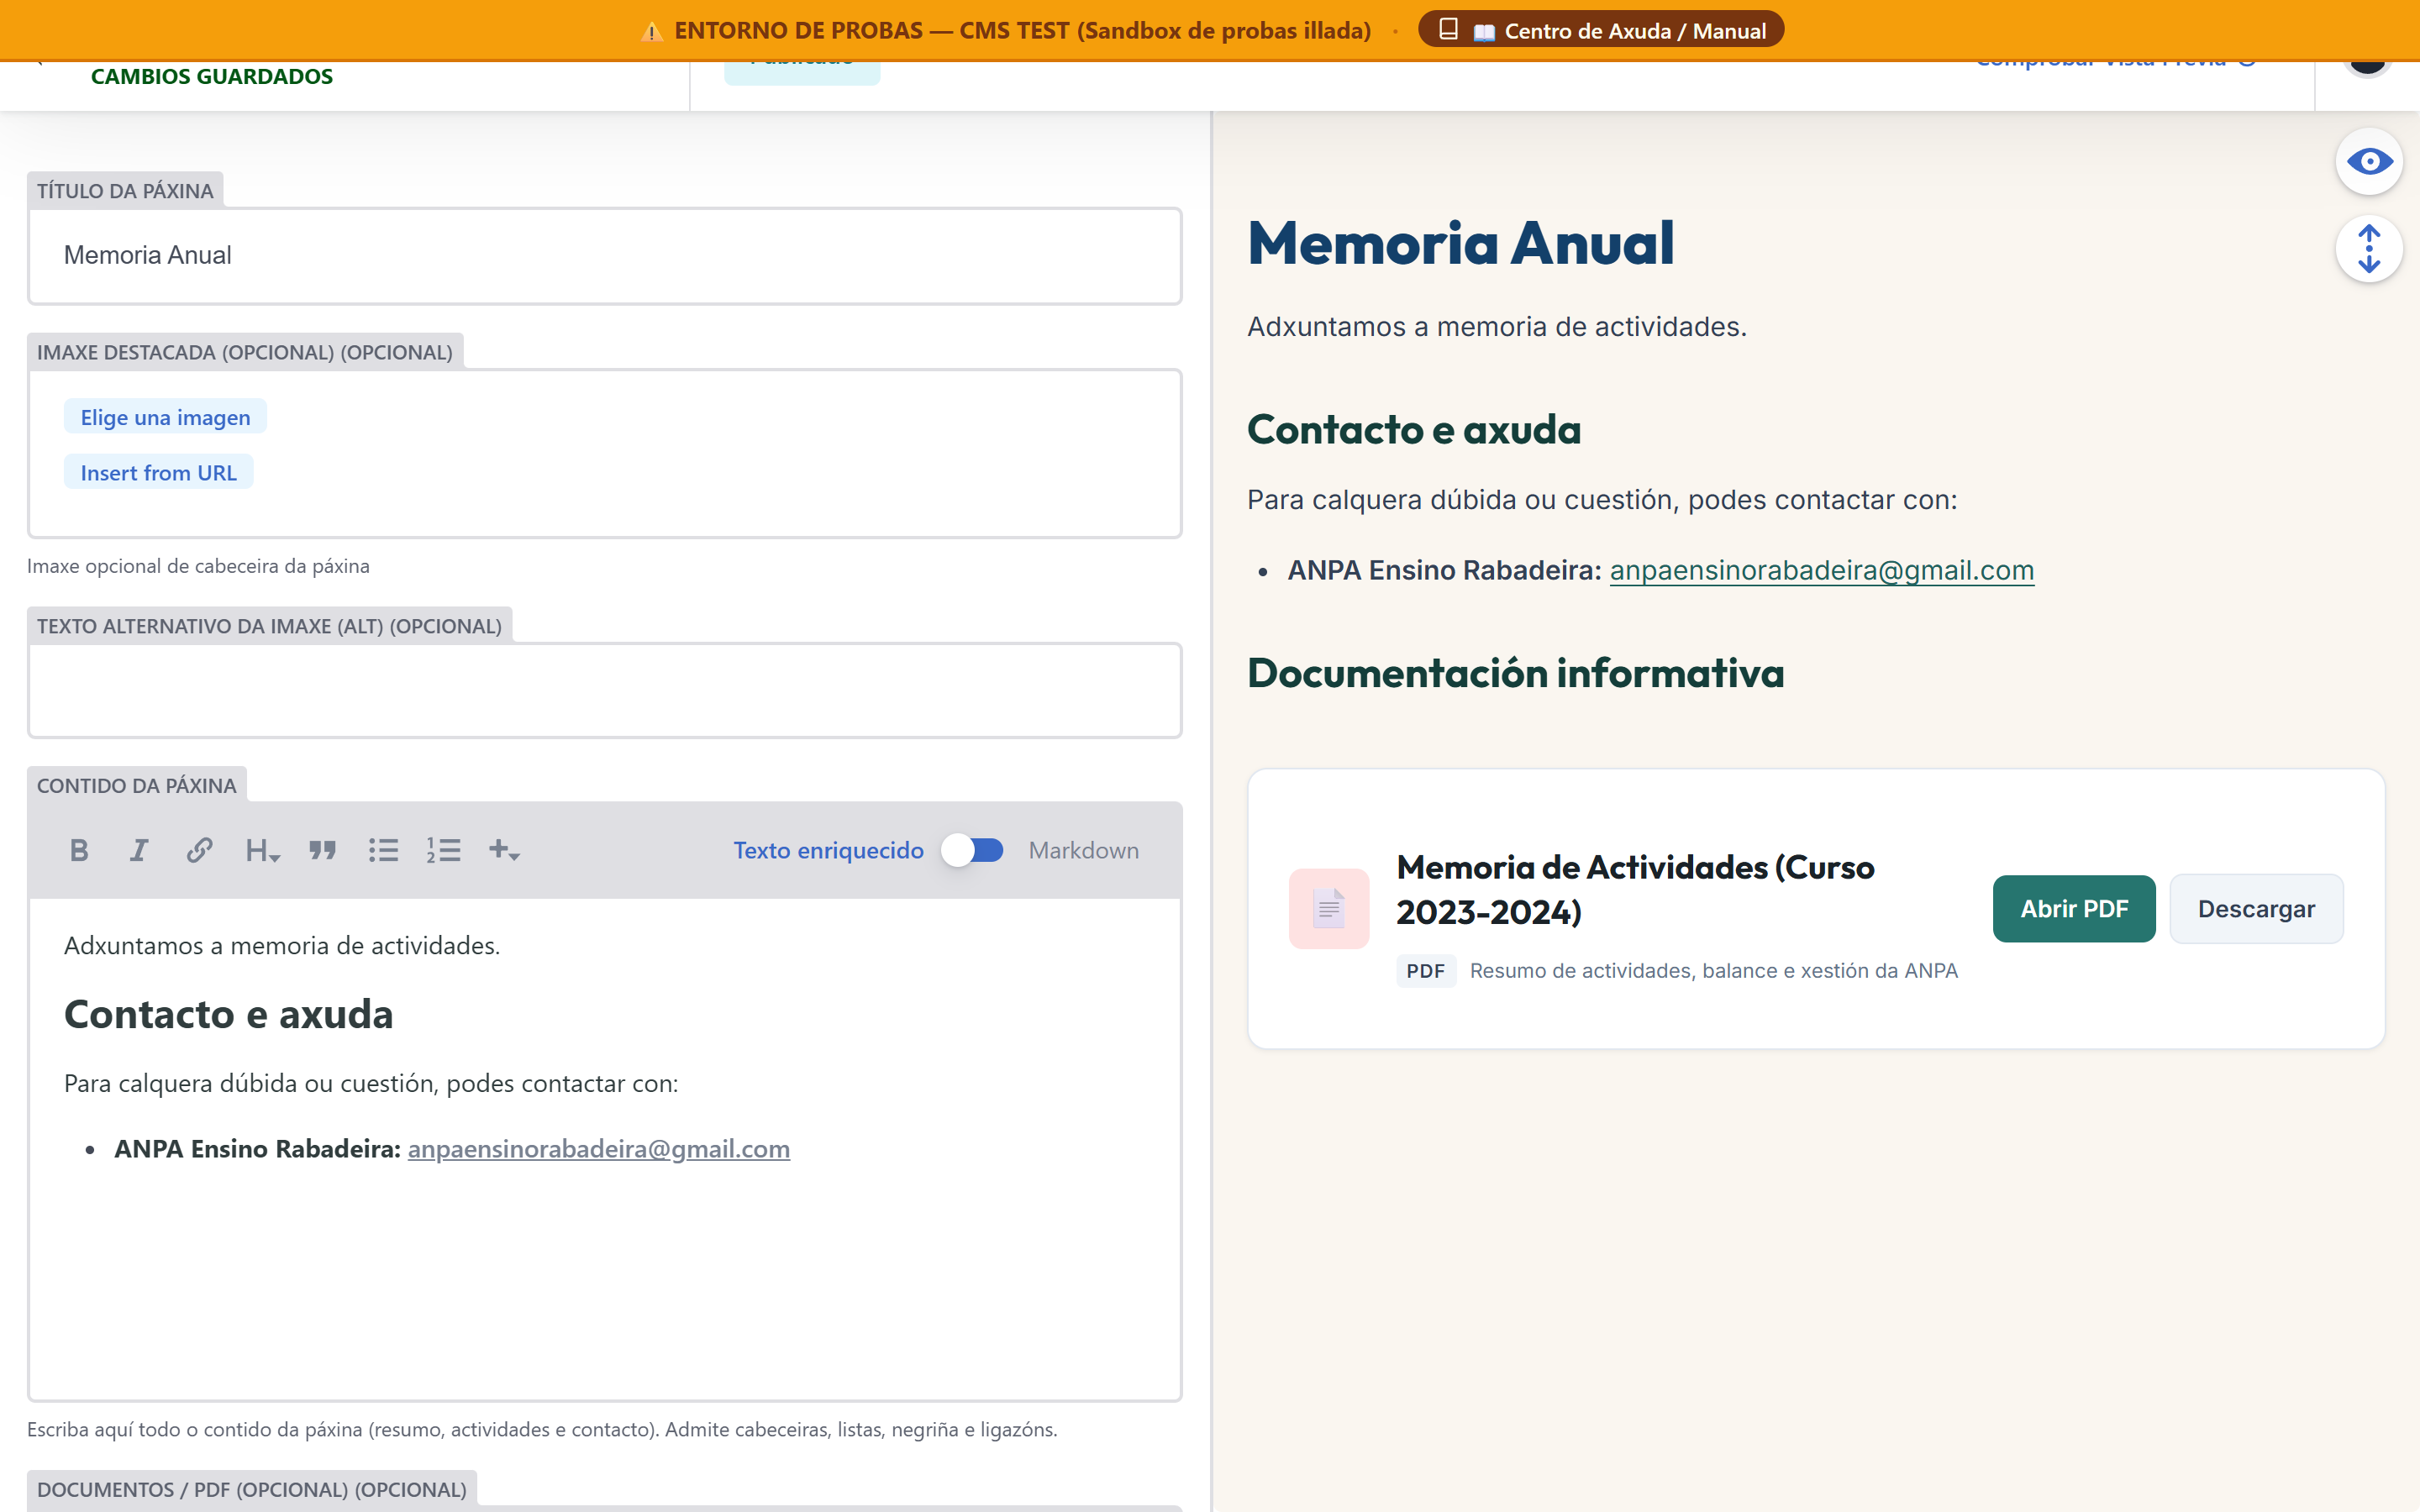 ENTORNO DE PROBAS — CMS TEST (Sandbox de probas illada) · Centro de Axuda / Manual
CAMBIOS GUARDADOS
Publicado
Comprobar Vista Previa
TÍTULO DA PÁXINA
Memoria Anual
IMAXE DESTACADA (OPCIONAL) (OPCIONAL)
Elige una imagen
Insert from URL
Imaxe opcional de cabeceira da páxina
TEXTO ALTERNATIVO DA IMAXE (ALT) (OPCIONAL)
CONTIDO DA PÁXINA
Texto enriquecido Markdown
Adxuntamos a memoria de actividades.
Contacto e axuda
Para calquera dúbida ou cuestión, podes contactar con:
• ANPA Ensino Rabadeira: anpaensinorabadeira@gmail.com
Escriba aquí todo o contido da páxina (resumo, actividades e contacto). Admite cabeceiras, listas, negriña e ligazóns.
DOCUMENTOS / PDF (OPCIONAL) (OPCIONAL)
Memoria Anual
Adxuntamos a memoria de actividades.
Contacto e axuda
Para calquera dúbida ou cuestión, podes contactar con:
• ANPA Ensino Rabadeira: anpaensinorabadeira@gmail.com
Documentación informativa
Memoria de Actividades (Curso
2023-2024)
PDF Resumo de actividades, balance e xestión da ANPA
Abrir PDF
Descargar